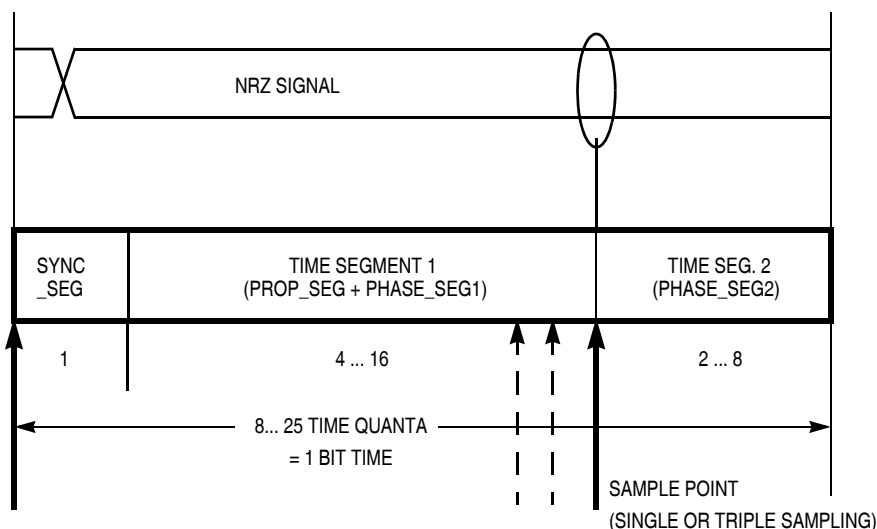 NRZ SIGNAL
SYNC
_SEG
TIME SEGMENT 1
(PROP_SEG + PHASE_SEG1)
TIME SEG. 2
(PHASE_SEG2)
1
4 ... 16
2 ... 8
8... 25 TIME QUANTA
= 1 BIT TIME
SAMPLE POINT
(SINGLE OR TRIPLE SAMPLING)